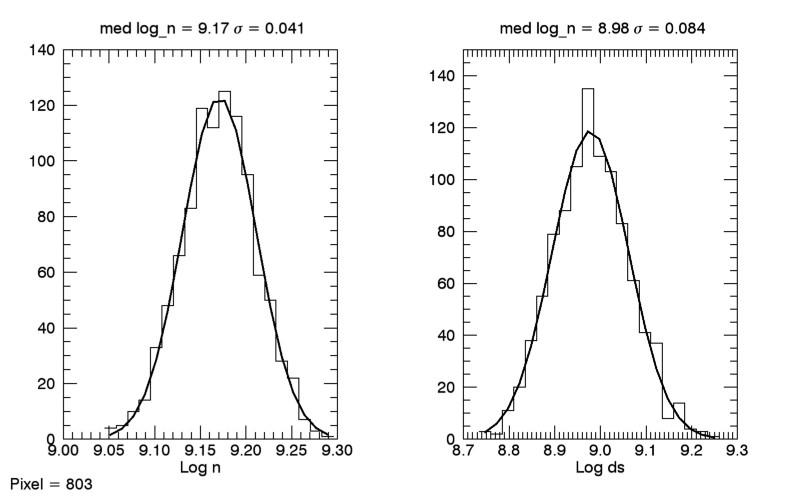 med log_n = 9.17 σ = 0.041
140
120
100
80
60
40
20
0
9.00 9.05 9.10 9.15 9.20 9.25 9.30
Log n
med log_n = 8.98 σ = 0.084
140
120
100
80
60
40
20
0
8.7 8.8 8.9 9.0 9.1 9.2 9.3
Log ds
Pixel = 803